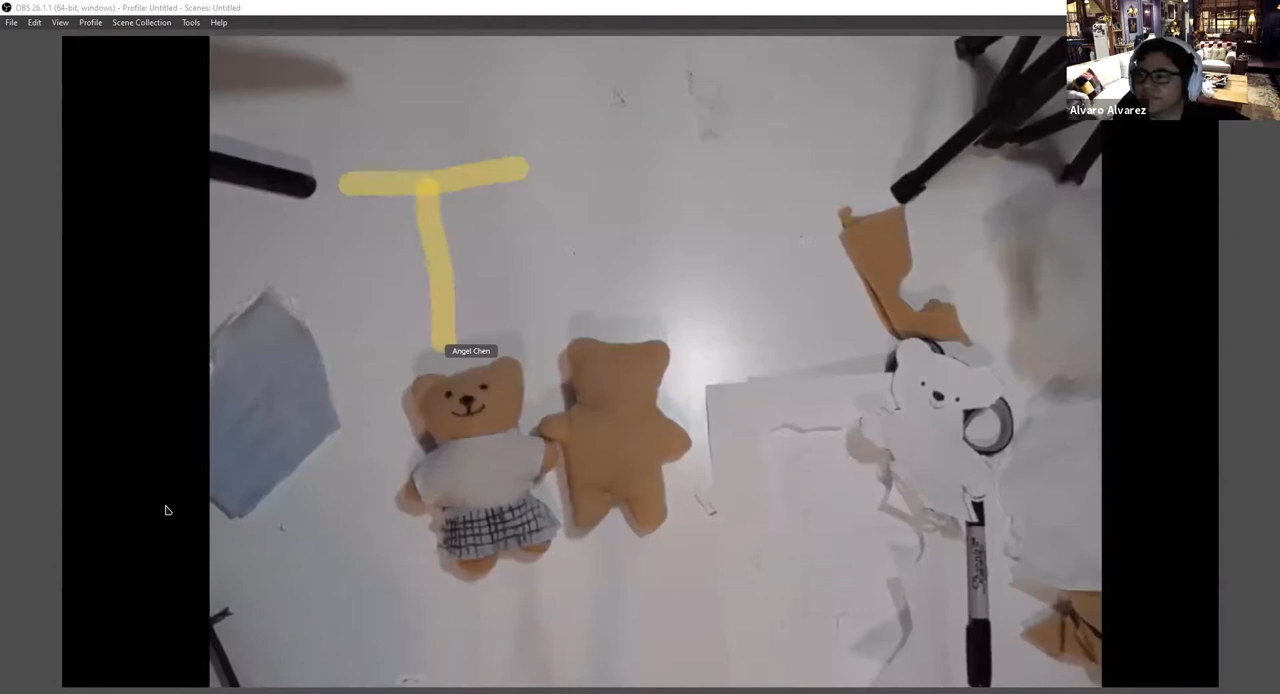 OBS 26.1.1 (64-bit, windows) - Profile: Untitled - Scenes: Untitled
File Edit View Profile Scene Collection Tools Help
Alvaro Alvarez
T
Angel Chen